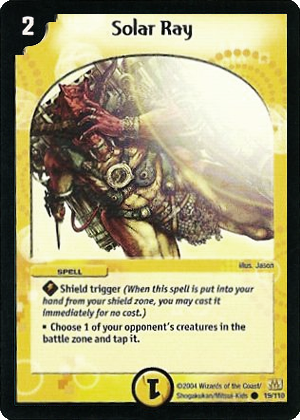 2
Solar Ray
Illus. Jason
SPELL
Shield trigger (When this spell is put into your
hand from your shield zone, you may cast it
immediately for no cost.)
▪ Choose 1 of your opponent's creatures in the
battle zone and tap it.
1
©2004 Wizards of the Coast/
Shogakukan/Mitsui-Kids
19/110